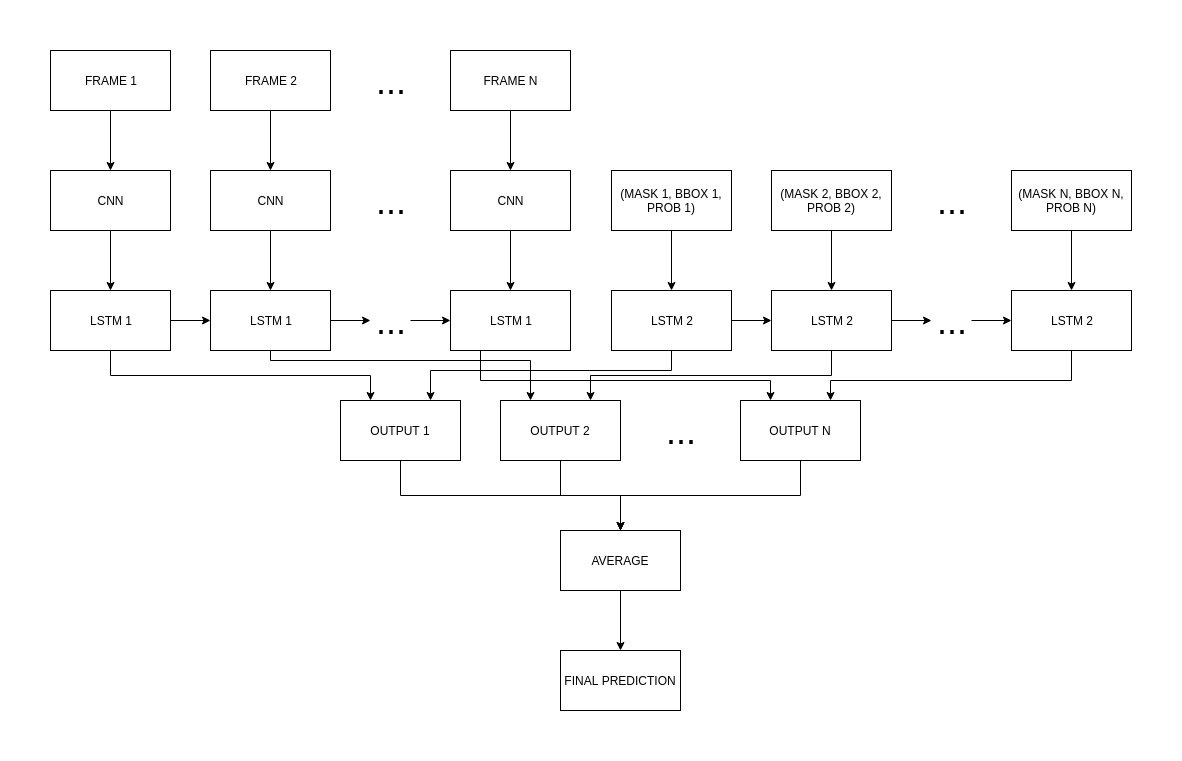 FRAME 1
FRAME 2
...
FRAME N
CNN
CNN
...
CNN
(MASK 1, BBOX 1,
PROB 1)
(MASK 2, BBOX 2,
PROB 2)
...
(MASK N, BBOX N,
PROB N)
LSTM 1
LSTM 1
...
LSTM 1
LSTM 2
LSTM 2
...
LSTM 2
OUTPUT 1
OUTPUT 2
...
OUTPUT N
AVERAGE
FINAL PREDICTION